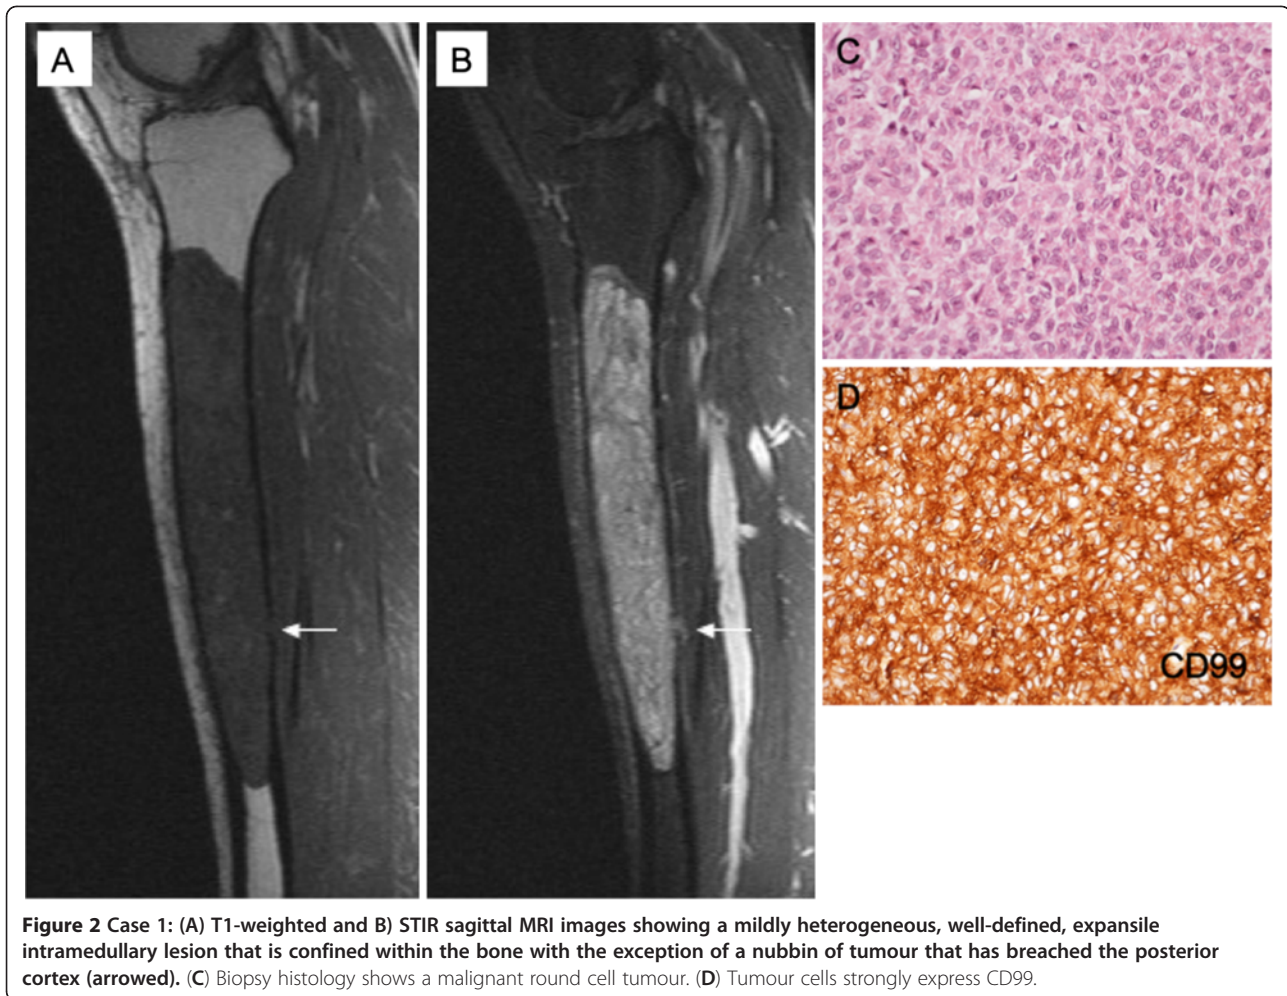 A
B
C
D
CD99
Figure 2 Case 1: (A) T1-weighted and B) STIR sagittal MRI images showing a mildly heterogeneous, well-defined, expansile
intramedullary lesion that is confined within the bone with the exception of a nubbin of tumour that has breached the posterior
cortex (arrowed). (C) Biopsy histology shows a malignant round cell tumour. (D) Tumour cells strongly express CD99.